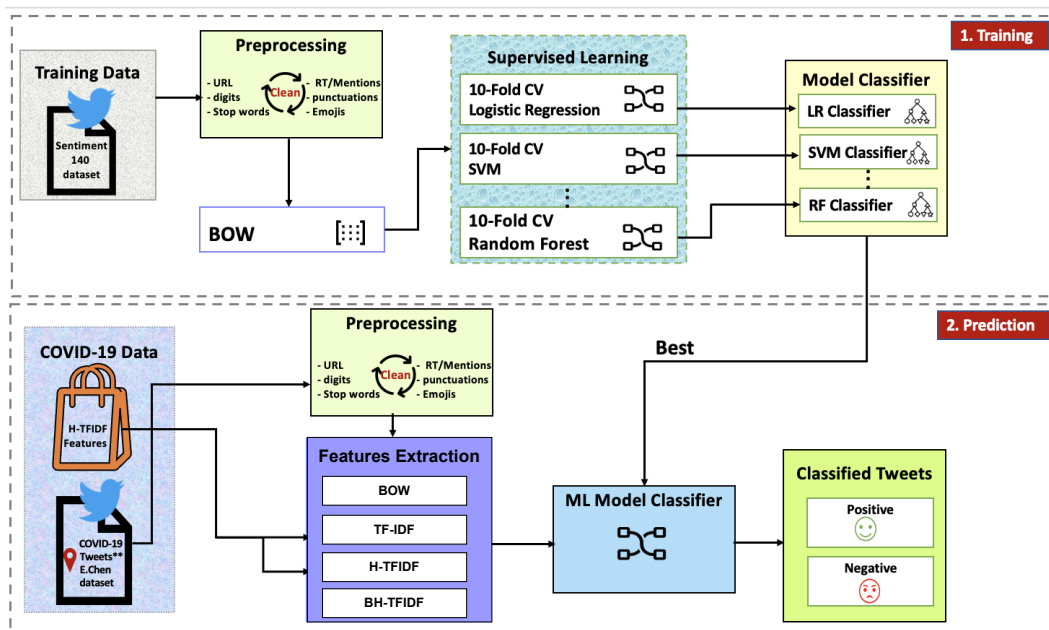 1. Training
Training Data
Sentiment
140
dataset
Preprocessing
- URL
- digits
- Stop words
Clean
- RT/Mentions
- punctuations
- Emojis
BOW
Supervised Learning
10-Fold CV
Logistic Regression
10-Fold CV
SVM
10-Fold CV
Random Forest
Model Classifier
LR Classifier
SVM Classifier
RF Classifier
2. Prediction
COVID-19 Data
H-TFIDF
Features
COVID-19
Tweets**
E.Chen
dataset
Preprocessing
- URL
- digits
- Stop words
Clean
- RT/Mentions
- punctuations
- Emojis
Features Extraction
BOW
TF-IDF
H-TFIDF
BH-TFIDF
Best
ML Model Classifier
Classified Tweets
Positive
Negative